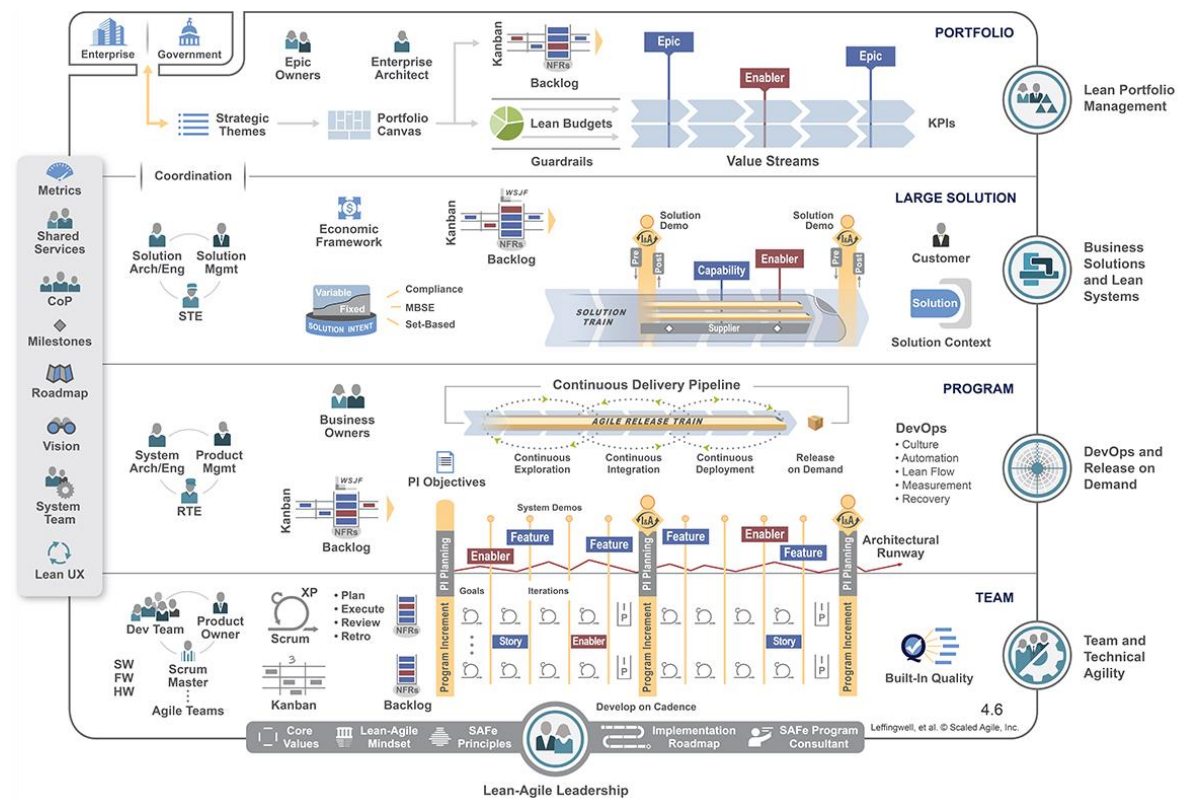 Enterprise
Government
Epic
Owners
Enterprise
Architect
Kanban
NFRs
Backlog
Epic
Enabler
Epic
PORTFOLIO
Lean Portfolio
Management
Strategic
Themes
Portfolio
Canvas
Lean Budgets
Guardrails
Value Streams
KPIs
Metrics
Shared
Services
CoP
Milestones
Roadmap
Vision
System
Team
Lean UX
Coordination
LARGE SOLUTION
Solution
Arch/Eng
Solution
Mgmt
STE
Economic
Framework
Variable
Fixed
SOLUTION INTENT
Compliance
MBSE
Set-Based
Kanban
WSJF
NFRs
Backlog
Solution
Demo
I&A
Pre
Post
Capability
Enabler
Solution
Demo
I&A
Pre
Post
SOLUTION
TRAIN
Supplier
Customer
Solution
Solution Context
Business
Solutions
and Lean
Systems
PROGRAM
System
Arch/Eng
Product
Mgmt
RTE
Business
Owners
Continuous Delivery Pipeline
AGILE RELEASE TRAIN
Continuous
Exploration
Continuous
Integration
Continuous
Deployment
Release
on Demand
DevOps
• Culture
• Automation
• Lean Flow
• Measurement
• Recovery
DevOps and
Release on
Demand
PI Objectives
Kanban
WSJF
NFRs
Backlog
System Demos
PI Planning
Enabler
Feature
Feature
I&A
PI Planning
Feature
Enabler
Feature
I&A
PI Planning
Architectural
Runway
TEAM
Dev Team
Product
Owner
Scrum
Master
Agile Teams
SW
FW
HW
XP
Scrum
• Plan
• Execute
• Review
• Retro
3
Kanban
NFRs
NFRs
Backlog
Program Increment
Goals
Iterations
Story
Enabler
I
P
I
P
Program Increment
Story
I
P
I
P
Program Increment
Develop on Cadence
Built-In Quality
Team and
Technical
Agility
4.6
Leffingwell, et al. © Scaled Agile, Inc.
Core
Values
Lean-Agile
Mindset
SAFe
Principles
Implementation
Roadmap
SAFe Program
Consultant
Lean-Agile Leadership